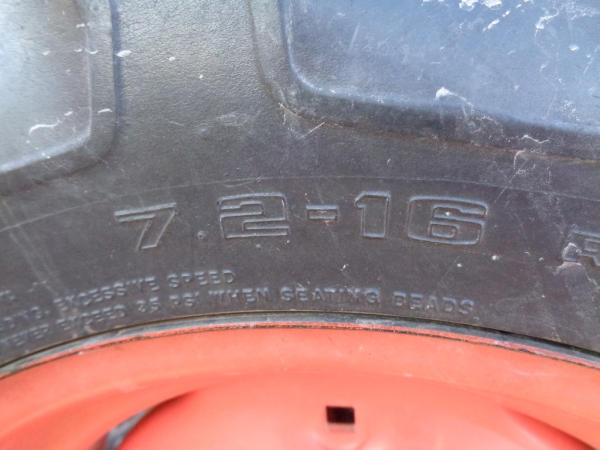 7.2-16 R
EXCESSIVE SPEED
EXCEED 35 PSI WHEN SEATING BEADS